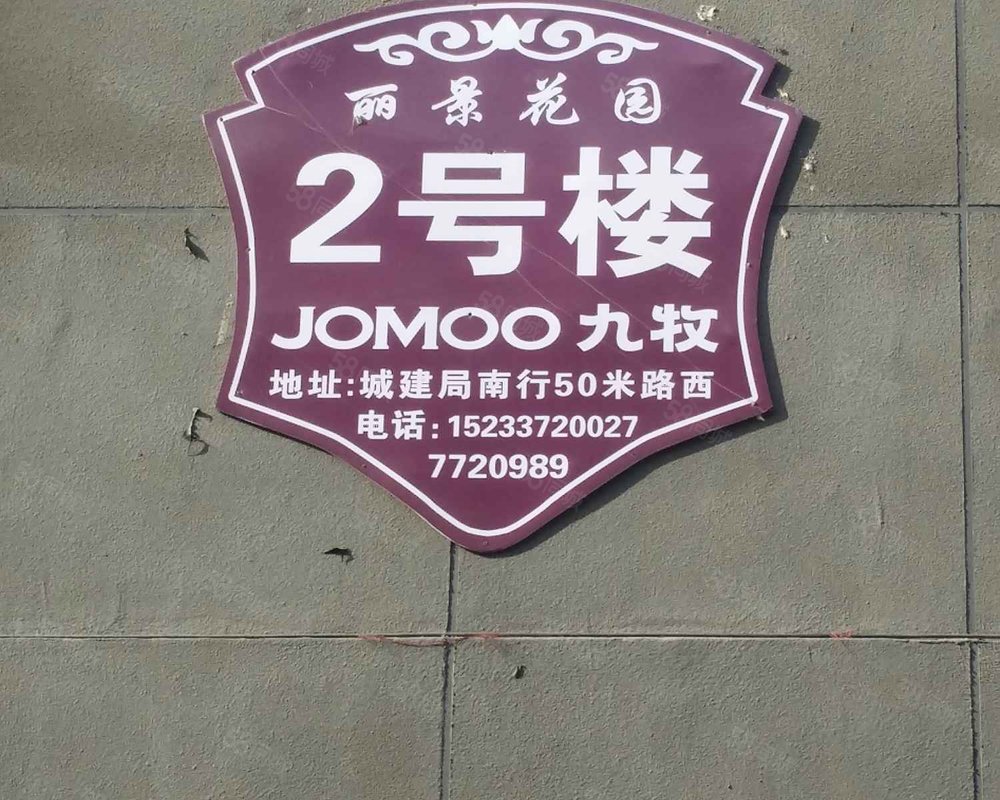 丽景花园
2号楼
JOMOO 九牧
地址:城建局南行50米路西
电话:15233720027
7720989